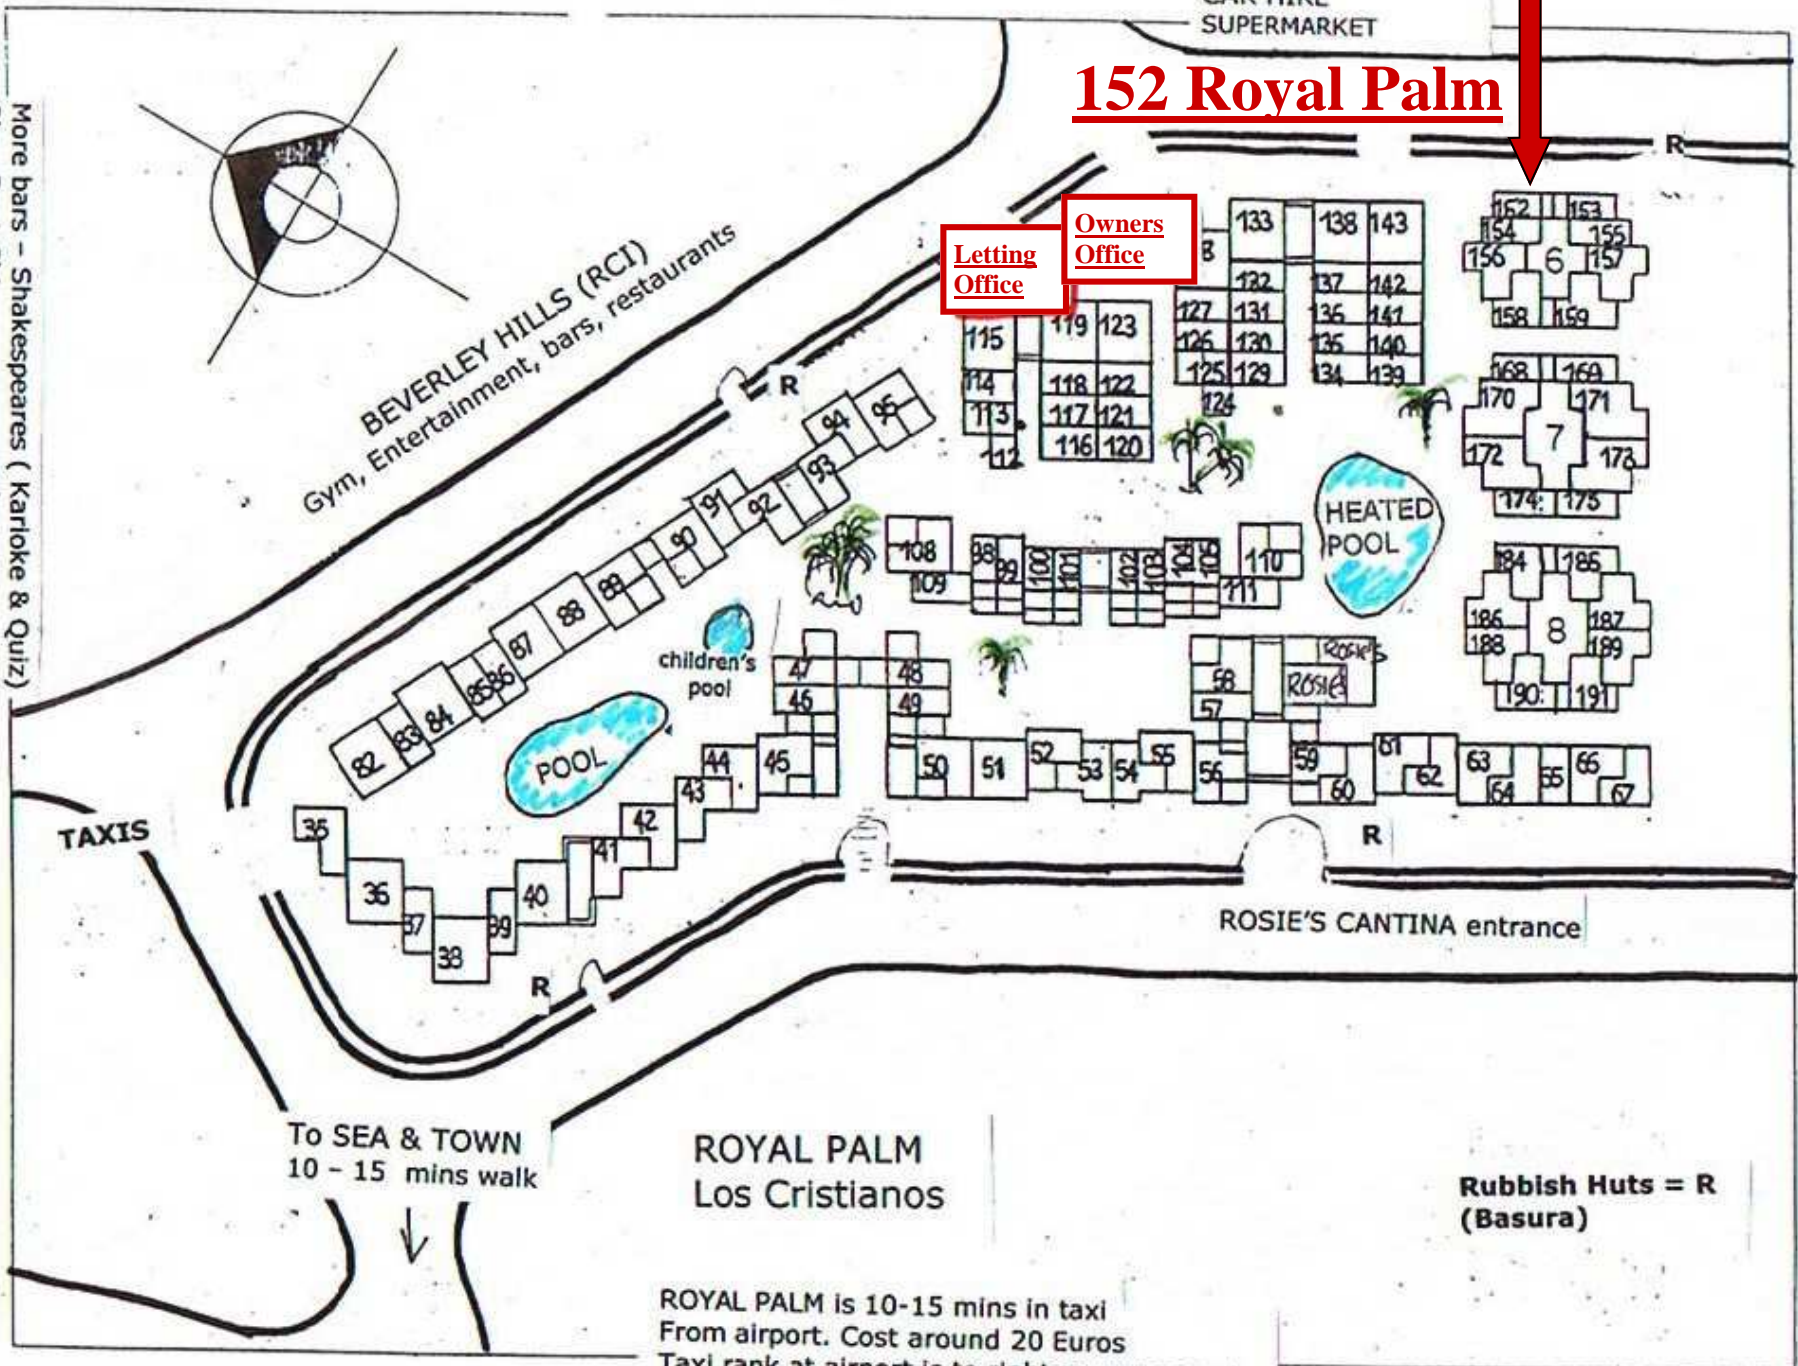 SUPERMARKET
152 Royal Palm
R
More bars – Shakespeares ( Karioke & Quiz)
BEVERLEY HILLS (RCI)
Gym, Entertainment, bars, restaurants
Letting
Office
Owners
Office
R
133 138 143
132 137 142
127 131 136 141
126 130 135 140
125 129 134 139
124
115 119 123
114 118 122
113 117 121
112 116 120
152 153
154 155
156 6 157
158 159
168 169
170 171
7
172 173
174 175
184 185
186 8 187
188 189
190 191
94 95
93
92
91
90
89
88
87
86
85
84
83
82
108 98 99 100 101 102 103 104 105 110
109 111
HEATED
POOL
children's
pool
POOL
47 48
46 49
58 ROSIE'S
ROSIE'S
57
44 45 50 51 52 53 54 55 56 59 60 61 62 63 64 65 66 67
43
42
41
40
35
36
37
38
39
TAXIS
R
R
ROSIE'S CANTINA entrance
To SEA & TOWN
10 – 15 mins walk
ROYAL PALM
Los Cristianos
Rubbish Huts = R
(Basura)
ROYAL PALM is 10-15 mins in taxi
From airport. Cost around 20 Euros